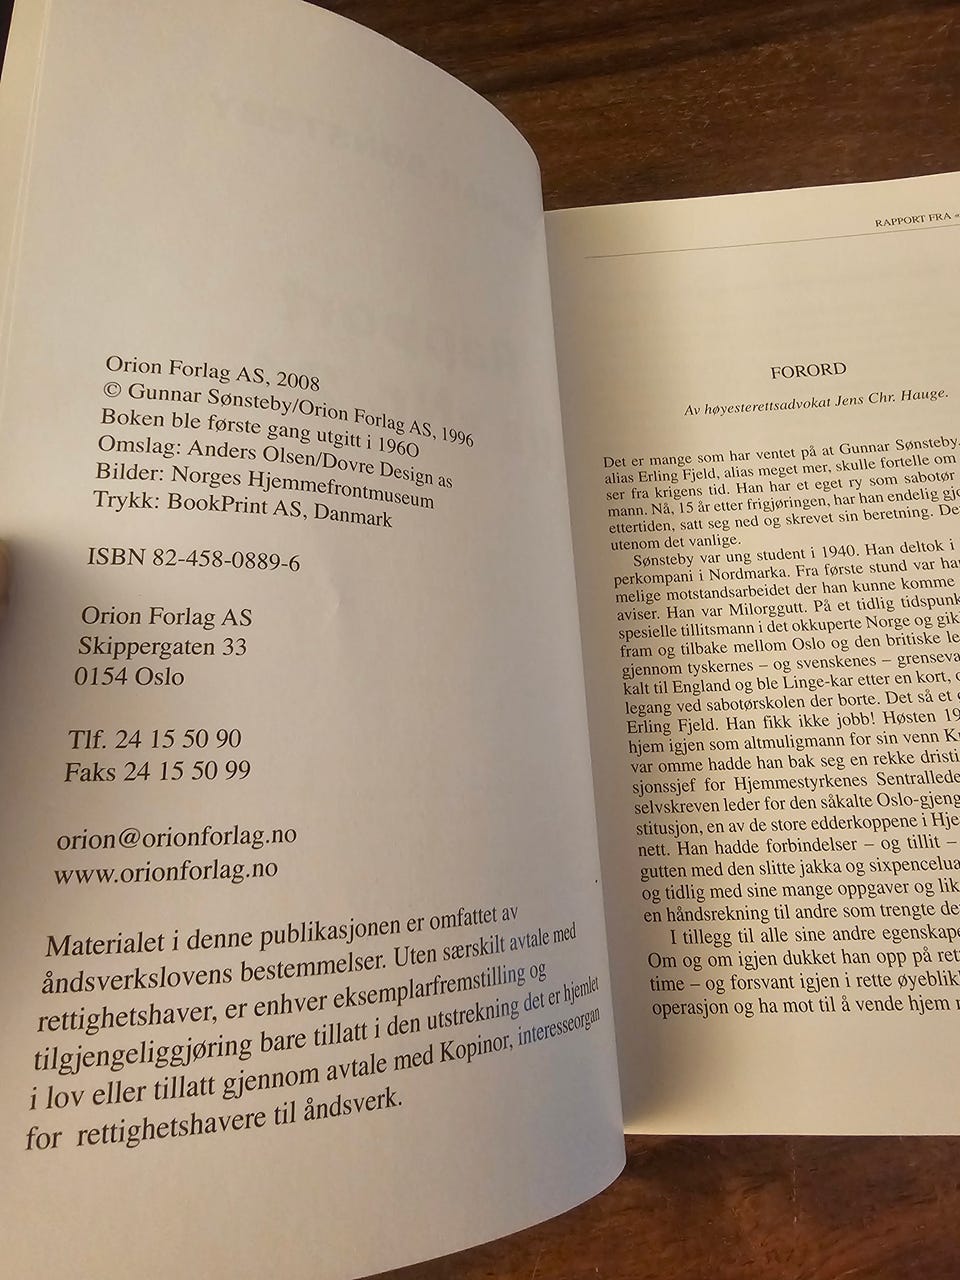 Orion Forlag AS, 2008
© Gunnar Sønsteby/Orion Forlag AS, 1996
Boken ble første gang utgitt i 1960
Omslag: Anders Olsen/Dovre Design as
Bilder: Norges Hjemmefrontmuseum
Trykk: BookPrint AS, Danmark
ISBN 82-458-0889-6
Orion Forlag AS
Skippergaten 33
0154 Oslo
Tlf. 24 15 50 90
Faks 24 15 50 99
orion@orionforlag.no
www.orionforlag.no
Materialet i denne publikasjonen er omfattet av
åndsverkslovens bestemmelser. Uten særskilt avtale med
rettighetshaver, er enhver eksemplarfremstilling og
tilgjengeliggjøring bare tillatt i den utstrekning det er hjemlet
i lov eller tillatt gjennom avtale med Kopinor, interesseorgan
for rettighetshavere til åndsverk.
RAPPORT FRA «
FORORD
Av høyesterettsadvokat Jens Chr. Hauge.
Det er mange som har ventet på at Gunnar Sønsteby,
alias Erling Fjeld, alias meget mer, skulle fortelle om
ser fra krigens tid. Han har et eget ry som sabotør
mann. Nå, 15 år etter frigjøringen, har han endelig
ettertiden, satt seg ned og skrevet sin beretning.
utenom det vanlige.
Sønsteby var ung student i 1940. Han deltok i
perkompani i Nordmarka. Fra første stund var
melige motstandsarbeidet der han kunne komme
aviser. Han var Milorggutt. På et tidlig
spesielle tillitsmann i det okkuperte Norge og
fram og tilbake mellom Oslo og den britiske
gjennom tyskernes – og svenskenes –
kalt til England og ble Linge-kar etter en kort,
legang ved sabotørskolen der borte. Det så et
Erling Fjeld. Han fikk ikke jobb! Høsten
hjem igjen som altmuligmann for sin venn
var omme hadde han bak seg en rekke
sjonssjef for Hjemmestyrkenes
selvskreven leder for den såkalte
stitusjon, en av de store edderkoppene i
nett. Han hadde forbindelser – og tillit –
gutten med den slitte jakka og
og tidlig med sine mange oppgaver og
en håndsrekning til andre som trengte
I tillegg til alle sine andre
Om og om igjen dukket han opp på
time – og forsvant igjen i rette
operasjon og ha mot til å vende hjem